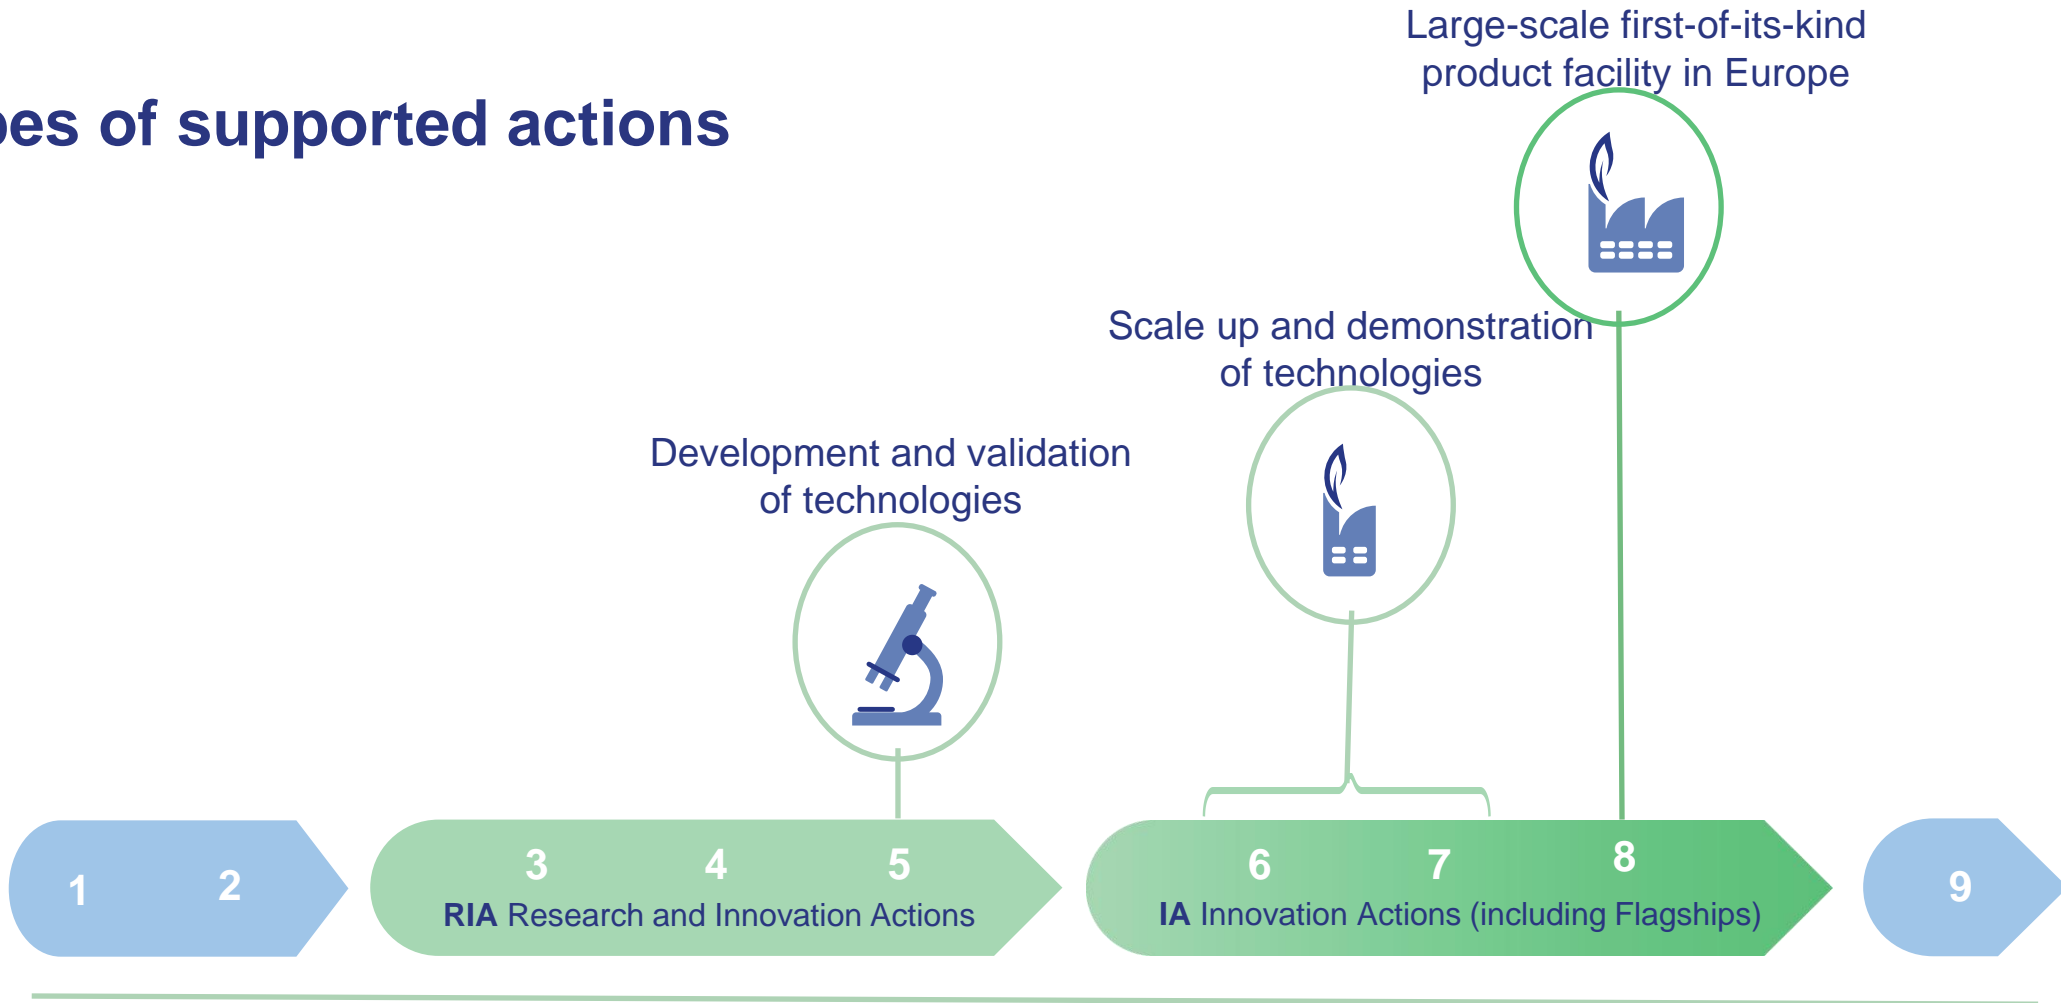 Large-scale first-of-its-kind
product facility in Europe
pes of supported actions
Scale up and demonstration
of technologies
Development and validation
of technologies
1
2
3
4
5
RIA Research and Innovation Actions
6
7
8
IA Innovation Actions (including Flagships)
9